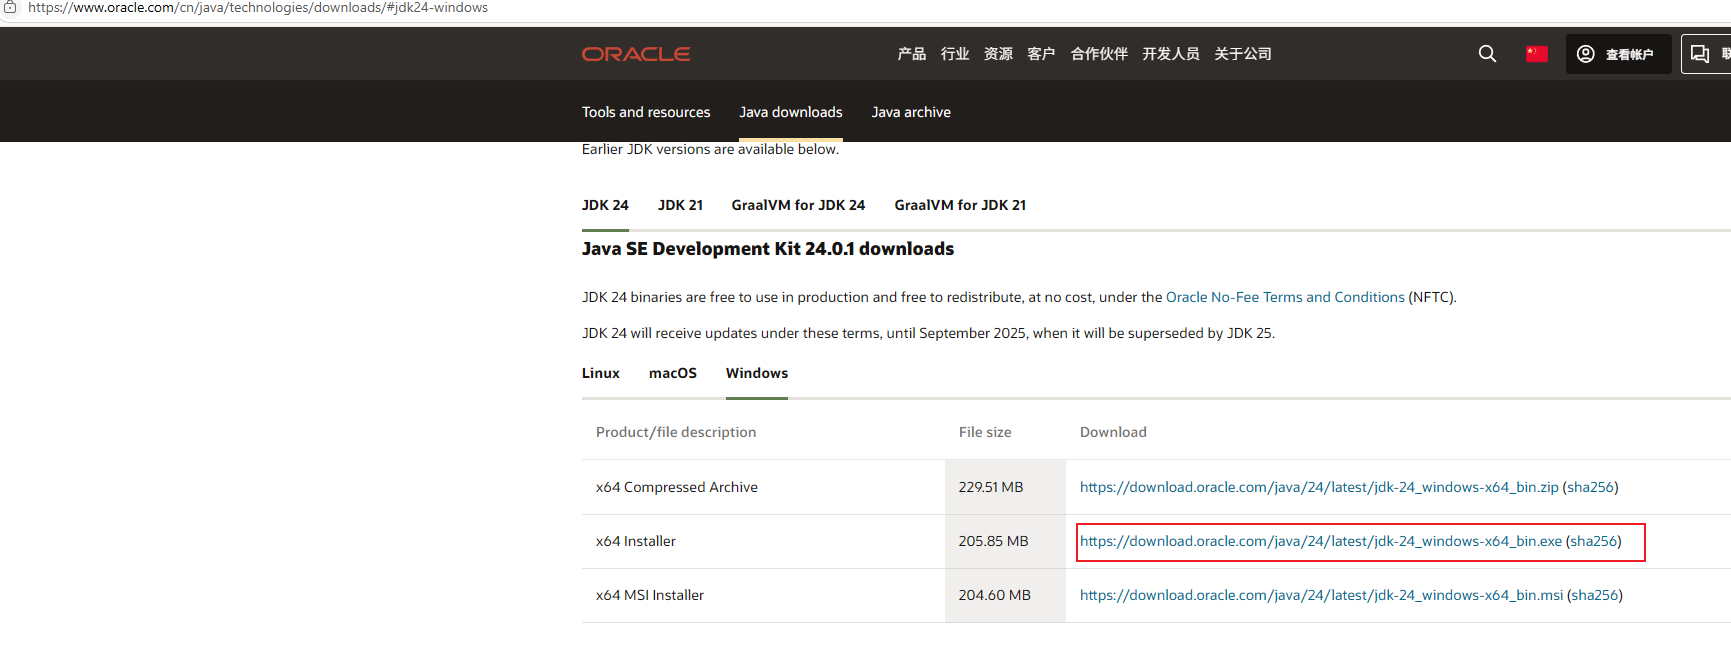 https://www.oracle.com/cn/java/technologies/downloads/#jdk24-windows
ORACLE 产品 行业 资源 客户 合作伙伴 开发人员 关于公司 查看帐户 联
Tools and resources Java downloads Java archive
Earlier JDK versions are available below.
JDK 24 JDK 21 GraalVM for JDK 24 GraalVM for JDK 21
Java SE Development Kit 24.0.1 downloads
JDK 24 binaries are free to use in production and free to redistribute, at no cost, under the Oracle No-Fee Terms and Conditions (NFTC).
JDK 24 will receive updates under these terms, until September 2025, when it will be superseded by JDK 25.
Linux macOS Windows
Product/file description File size Download
x64 Compressed Archive 229.51 MB https://download.oracle.com/java/24/latest/jdk-24_windows-x64_bin.zip (sha256)
x64 Installer 205.85 MB https://download.oracle.com/java/24/latest/jdk-24_windows-x64_bin.exe (sha256)
x64 MSI Installer 204.60 MB https://download.oracle.com/java/24/latest/jdk-24_windows-x64_bin.msi (sha256)